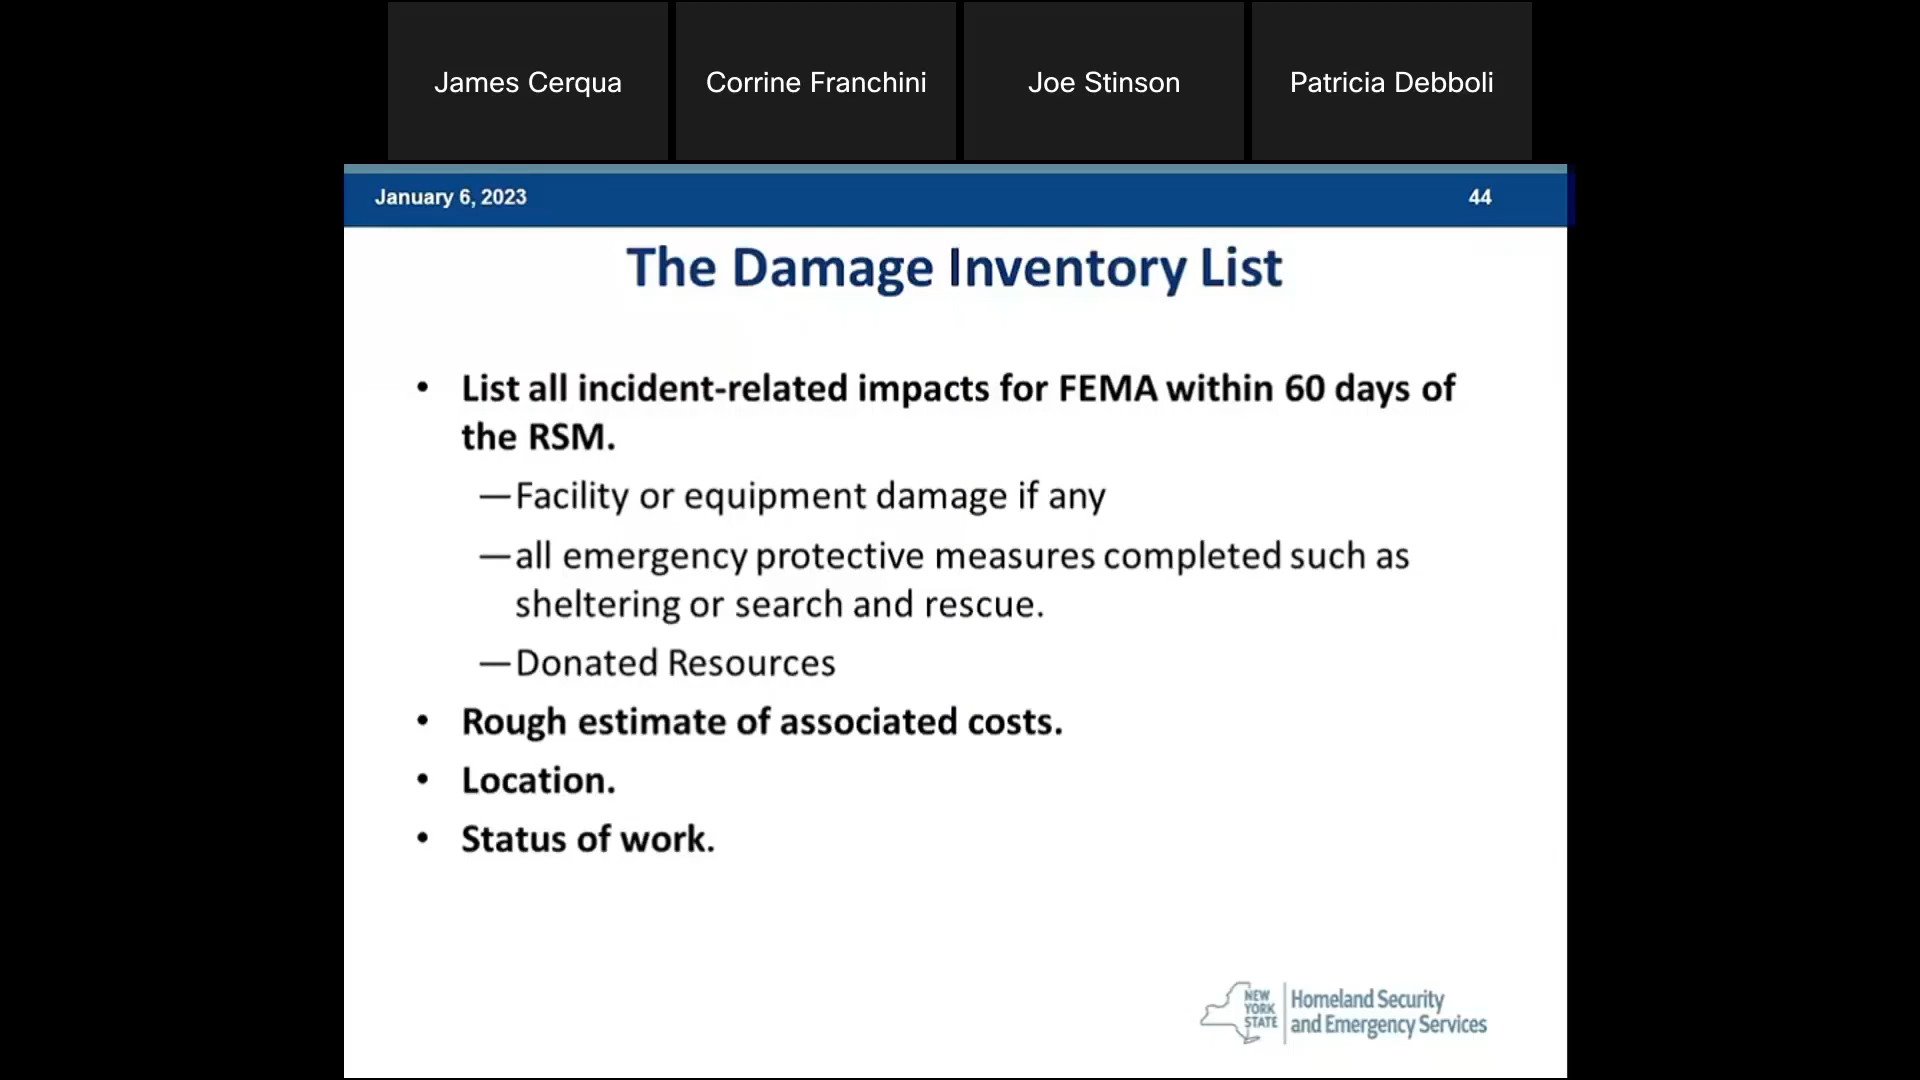 James Cerqua
Corrine Franchini
Joe Stinson
Patricia Debboli
January 6, 2023
44
The Damage Inventory List
• List all incident-related impacts for FEMA within 60 days of
the RSM.
—Facility or equipment damage if any
—all emergency protective measures completed such as
sheltering or search and rescue.
—Donated Resources
• Rough estimate of associated costs.
• Location.
• Status of work.
NEW
YORK
STATE
Homeland Security
and Emergency Services